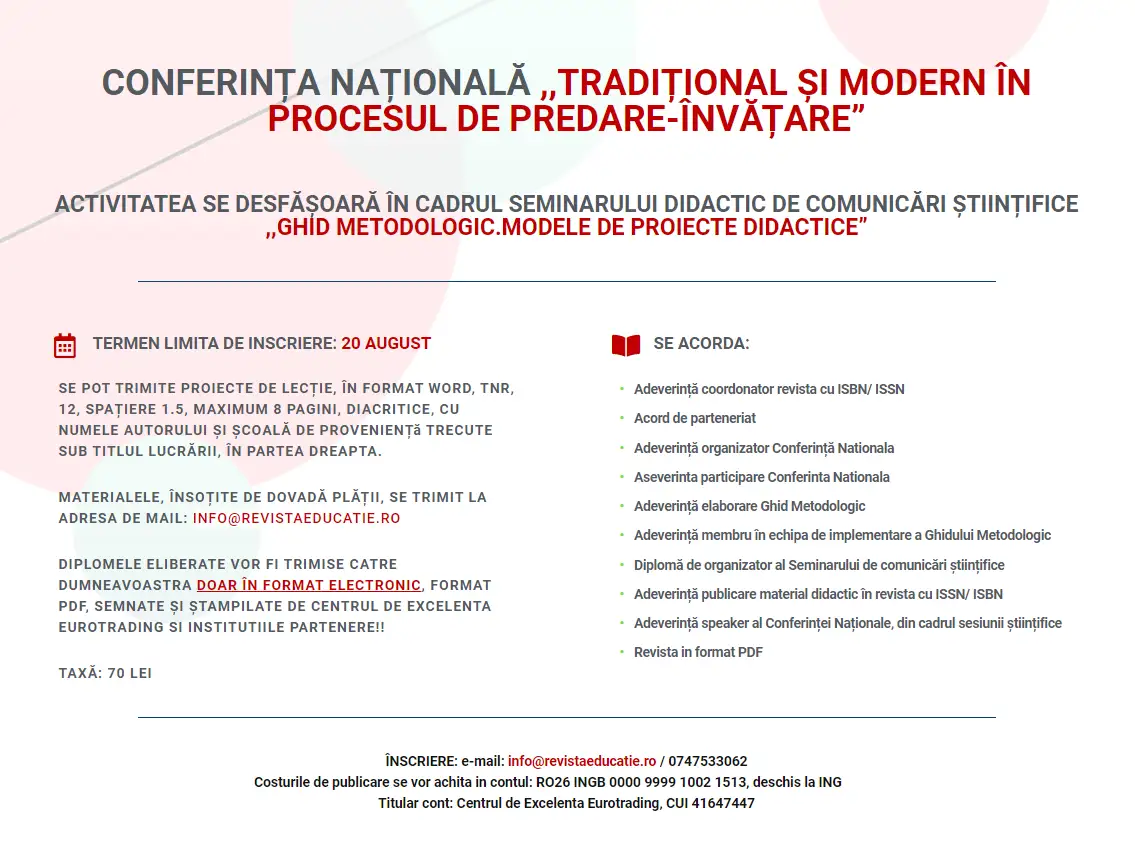 CONFERINȚA NAȚIONALĂ ,,TRADIȚIONAL ȘI MODERN ÎN
PROCESUL DE PREDARE-ÎNVĂȚARE”
ACTIVITATEA SE DESFĂȘOARĂ ÎN CADRUL SEMINARULUI DIDACTIC DE COMUNICĂRI ȘTIINȚIFICE
,,GHID METODOLOGIC.MODELE DE PROIECTE DIDACTICE”
TERMEN LIMITA DE INSCRIERE: 20 AUGUST
SE POT TRIMITE PROIECTE DE LECȚIE, ÎN FORMAT WORD, TNR,
12, SPAȚIERE 1.5, MAXIMUM 8 PAGINI, DIACRITICE, CU
NUMELE AUTORULUI ȘI ȘCOALĂ DE PROVENIENȚă TRECUTE
SUB TITLUL LUCRĂRII, ÎN PARTEA DREAPTA.
MATERIALELE, ÎNSOȚITE DE DOVADĂ PLĂȚII, SE TRIMIT LA
ADRESA DE MAIL: INFO@REVISTAEDUCATIE.RO
DIPLOMELE ELIBERATE VOR FI TRIMISE CATRE
DUMNEAVOASTRA DOAR ÎN FORMAT ELECTRONIC, FORMAT
PDF, SEMNATE ȘI ȘTAMPILATE DE CENTRUL DE EXCELENTA
EUROTRADING SI INSTITUTIILE PARTENERE!!
TAXĂ: 70 LEI
SE ACORDA:
Adeverință coordonator revista cu ISBN/ ISSN
Acord de parteneriat
Adeverință organizator Conferință Nationala
Aseverinta participare Conferinta Nationala
Adeverință elaborare Ghid Metodologic
Adeverință membru în echipa de implementare a Ghidului Metodologic
Diplomă de organizator al Seminarului de comunicări științifice
Adeverință publicare material didactic în revista cu ISSN/ ISBN
Adeverință speaker al Conferinței Naționale, din cadrul sesiunii științifice
Revista in format PDF
ÎNSCRIERE: e-mail: info@revistaeducatie.ro / 0747533062
Costurile de publicare se vor achita in contul: RO26 INGB 0000 9999 1002 1513, deschis la ING
Titular cont: Centrul de Excelenta Eurotrading, CUI 41647447